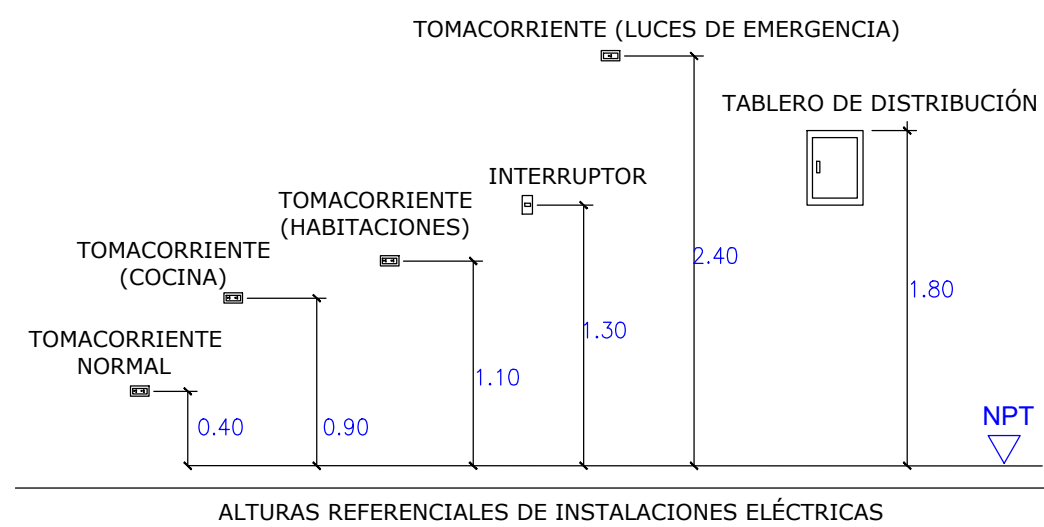 TOMACORRIENTE (LUCES DE EMERGENCIA)
TABLERO DE DISTRIBUCIÓN
INTERRUPTOR
TOMACORRIENTE
(HABITACIONES)
TOMACORRIENTE
(COCINA)
TOMACORRIENTE
NORMAL
0.40
0.90
1.10
1.30
2.40
1.80
NPT
ALTURAS REFERENCIALES DE INSTALACIONES ELÉCTRICAS